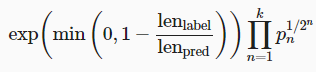 exp(min(0, 1 − len_label / len_pred)) ∏_{n=1}^{k} p_n^{1/2^n}